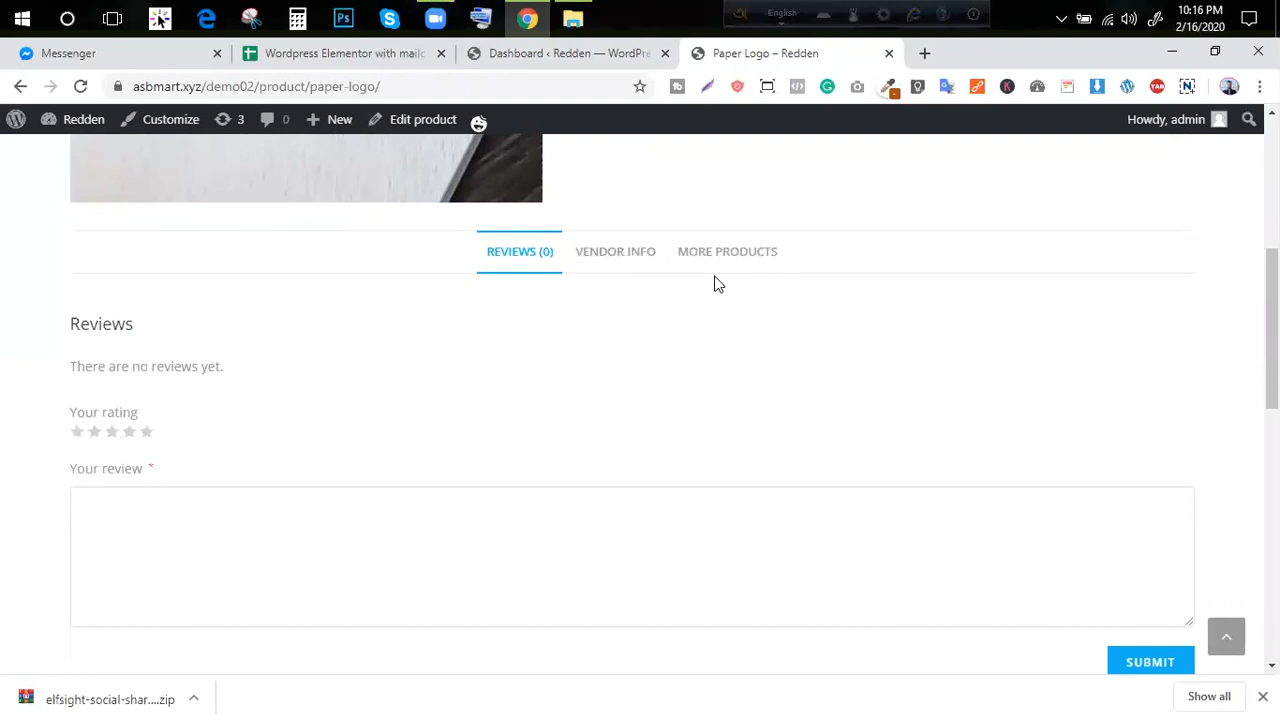 English
10:16 PM
2/16/2020
Messenger
Wordpress Elementor with mailc
Dashboard ‹ Redden — WordPre
Paper Logo – Redden
asbmart.xyz/demo02/product/paper-logo/
Redden
Customize
3
0
New
Edit product
Howdy, admin
REVIEWS (0)
VENDOR INFO
MORE PRODUCTS
Reviews
There are no reviews yet.
Your rating
Your review *
SUBMIT
elfsight-social-shar....zip
Show all